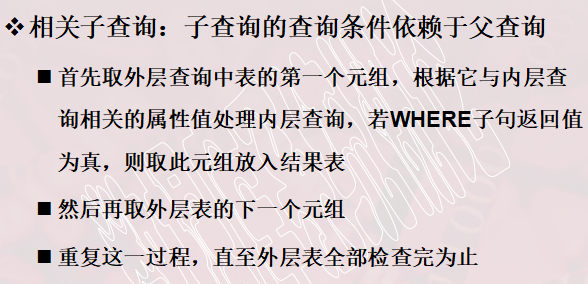 ❖相关子查询：子查询的查询条件依赖于父查询
■ 首先取外层查询中表的第一个元组，根据它与内层查
询相关的属性值处理内层查询，若WHERE子句返回值
为真，则取此元组放入结果表
■ 然后再取外层表的下一个元组
■ 重复这一过程，直至外层表全部检查完为止